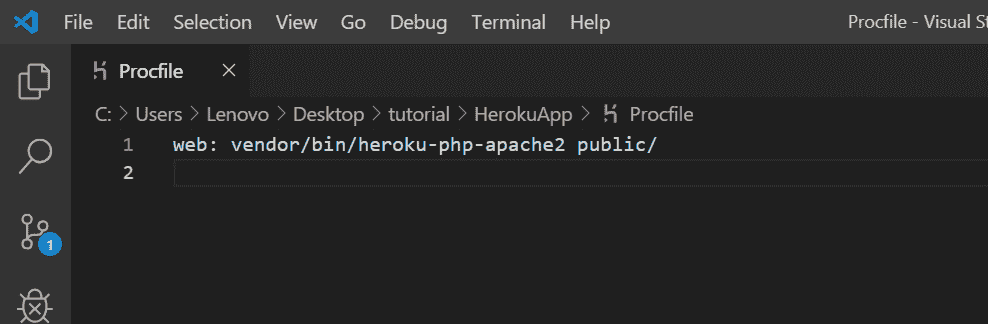 File Edit Selection View Go Debug Terminal Help Procfile - Visual St
Procfile
C: > Users > Lenovo > Desktop > tutorial > HerokuApp > Procfile
1 web: vendor/bin/heroku-php-apache2 public/
2
1